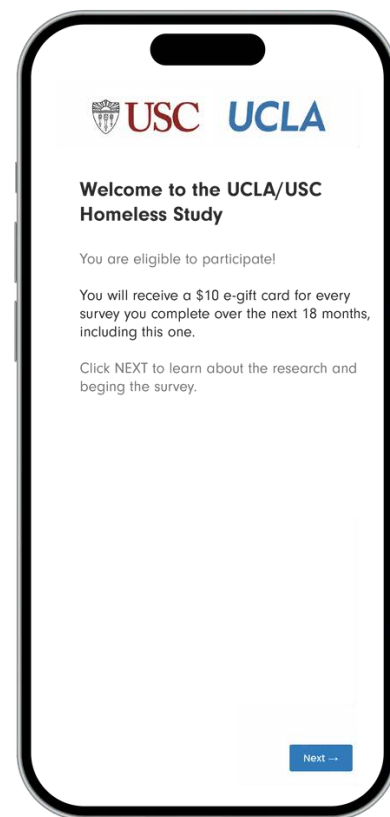 USC UCLA
Welcome to the UCLA/USC
Homeless Study
You are eligible to participate!
You will receive a $10 e-gift card for every
survey you complete over the next 18 months,
including this one.
Click NEXT to learn about the research and
beging the survey.
Next →